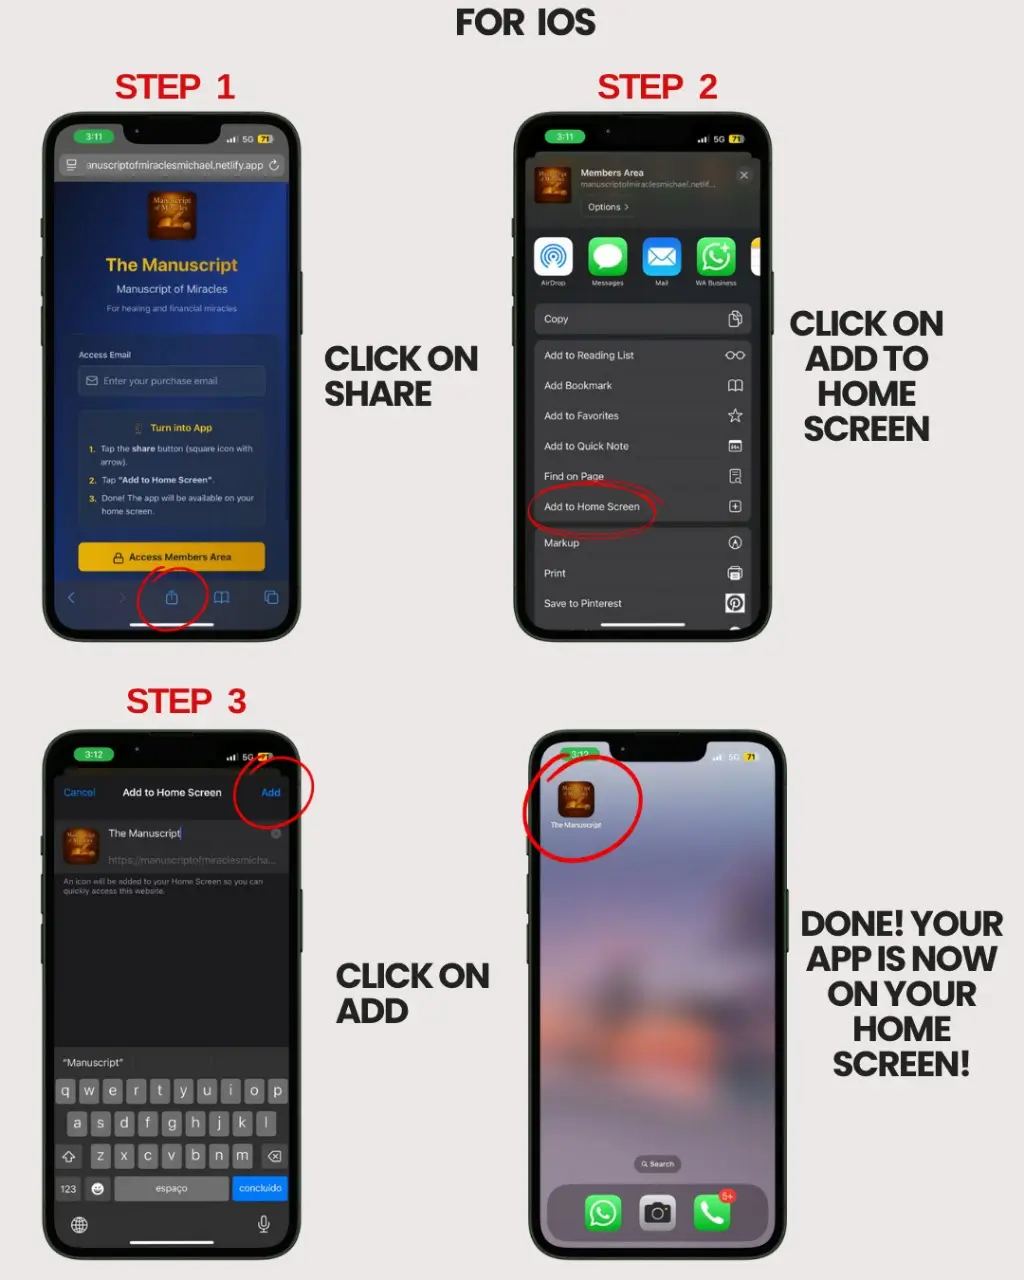 FOR IOS
STEP 1
3:11
5G 71
anuscriptofmiraclesmichael.netlify.app
Manuscript
of Miracles
The Manuscript
Manuscript of Miracles
For healing and financial miracles
Access Email
Enter your purchase email
Turn into App
1. Tap the share button (square icon with
arrow).
2. Tap "Add to Home Screen".
3. Done! The app will be available on your
home screen.
Access Members Area
CLICK ON
SHARE
STEP 2
3:11
5G 71
Members Area
manuscriptofmiraclesmichael.netlif...
Options >
AirDrop
Messages
Mail
WA Business
Copy
Add to Reading List
Add Bookmark
Add to Favorites
Add to Quick Note
Find on Page
Add to Home Screen
Markup
Print
Save to Pinterest
CLICK ON
ADD TO
HOME
SCREEN
STEP 3
3:12
5G 71
Cancel
Add to Home Screen
Add
The Manuscript
https://manuscriptofmiraclesmicha...
An icon will be added to your Home Screen so you can
quickly access this website.
"Manuscript"
q w e r t y u i o p
a s d f g h j k l
z x c v b n m
123
espaço
concluído
CLICK ON
ADD
3:12
5G 71
Manuscript
of Miracles
The Manuscript
Search
5+
DONE! YOUR
APP IS NOW
ON YOUR
HOME
SCREEN!